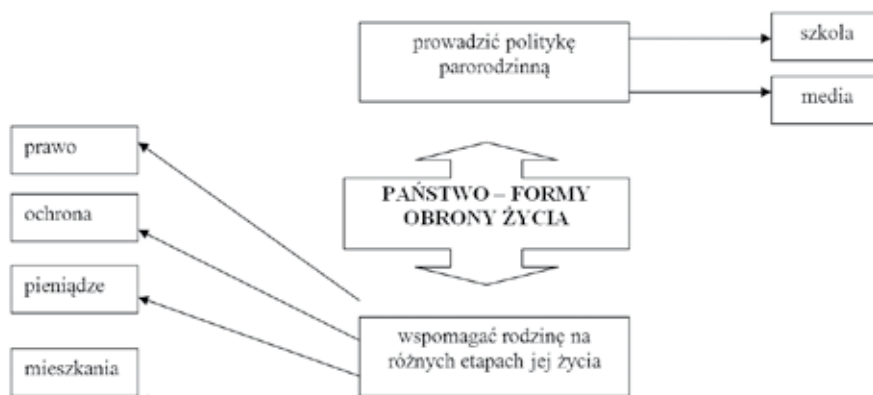 prowadzić politykę
parorodzinną
szkoła
media
prawo
ochrona
pieniądze
mieszkania
PAŃSTWO – FORMY
OBRONY ŻYCIA
wspomagać rodzinę na
różnych etapach jej życia